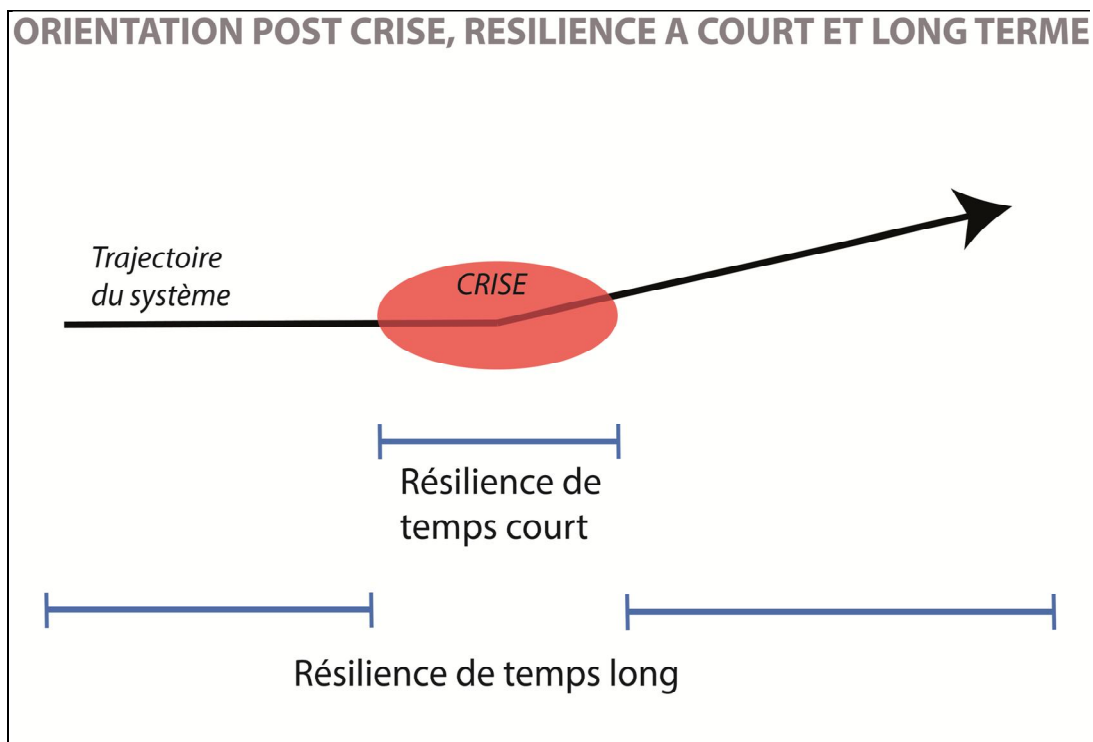 ORIENTATION POST CRISE, RESILIENCE A COURT ET LONG TERME
Trajectoire
du système
CRISE
Résilience de
temps court
Résilience de temps long